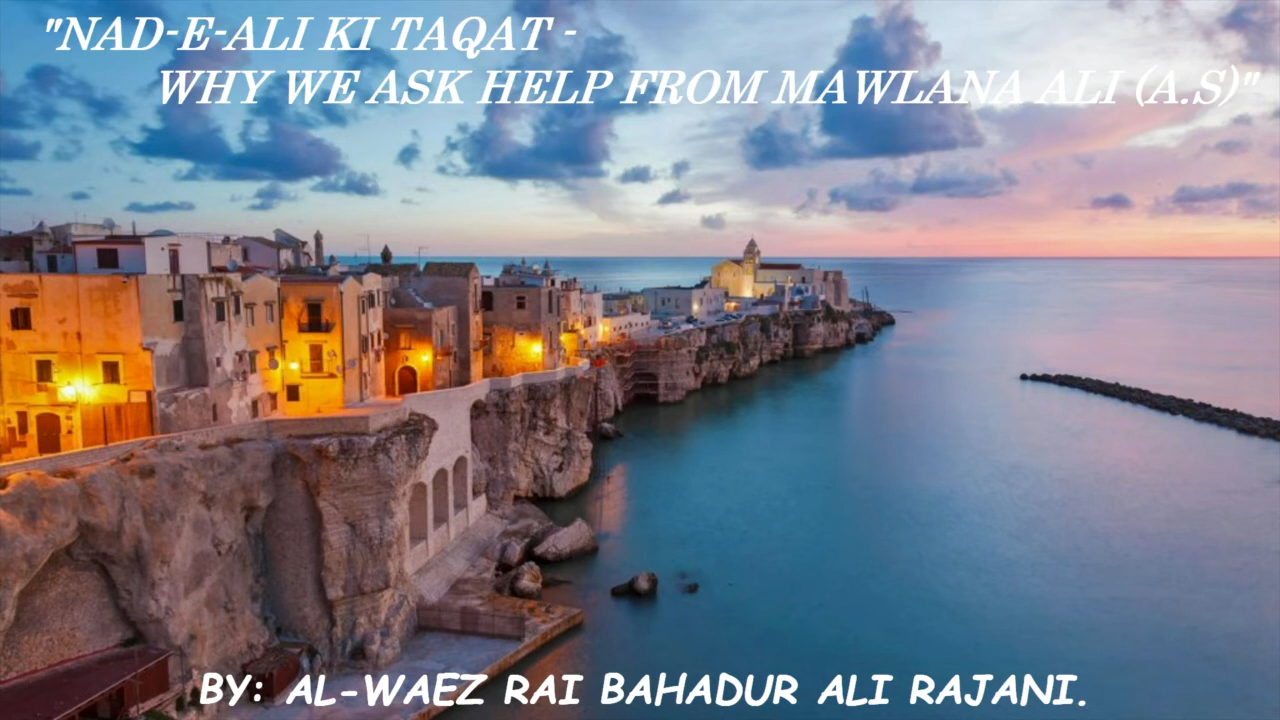 "NAD-E-ALI KI TAQAT -
WHY WE ASK HELP FROM MAWLANA ALI (A.S)"
BY: AL-WAEZ RAI BAHADUR ALI RAJANI.